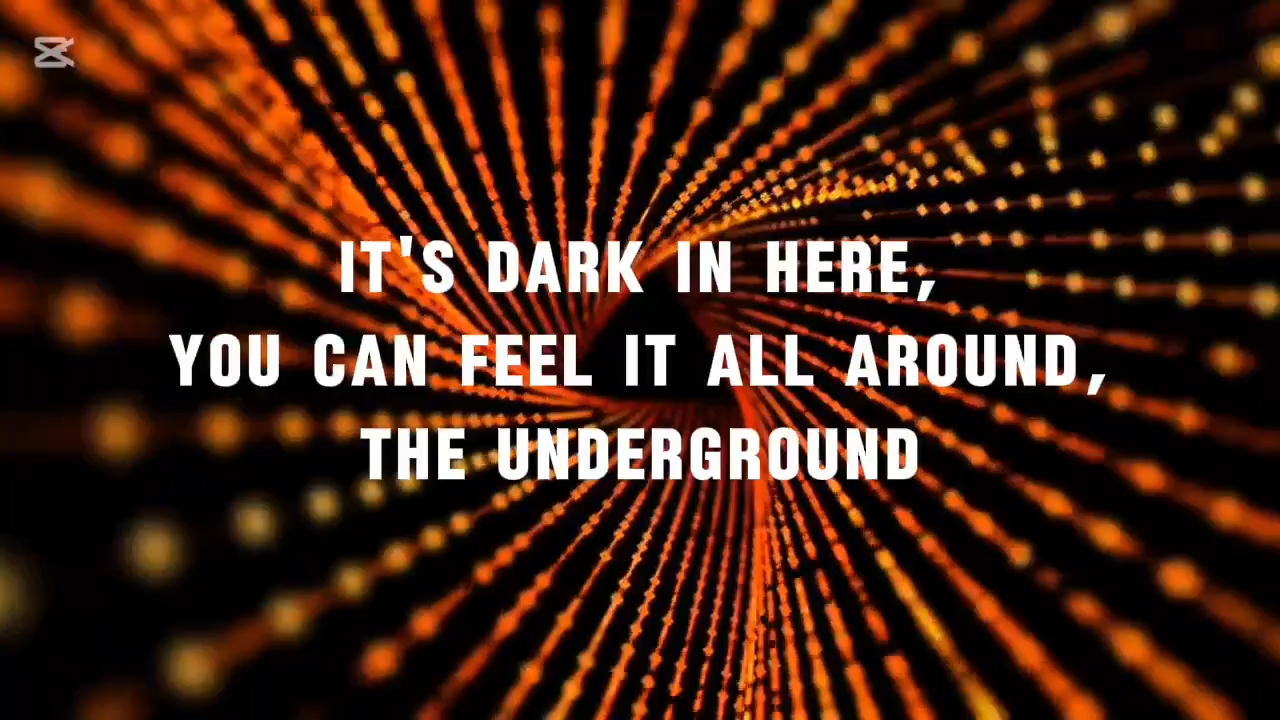 IT'S DARK IN HERE,
YOU CAN FEEL IT ALL AROUND,
THE UNDERGROUND